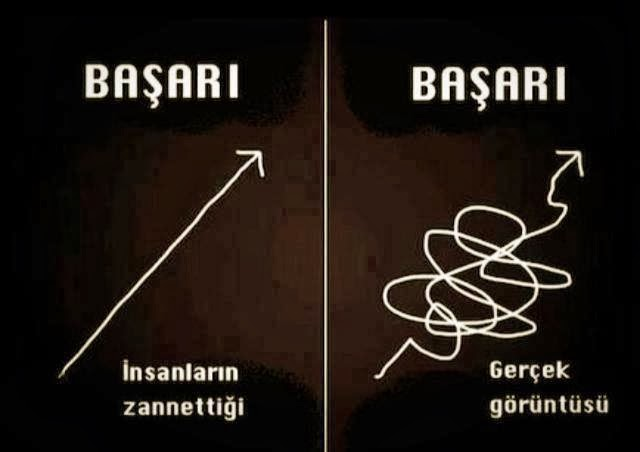 BAŞARI
İnsanların
zannettiği
BAŞARI
Gerçek
görüntüsü